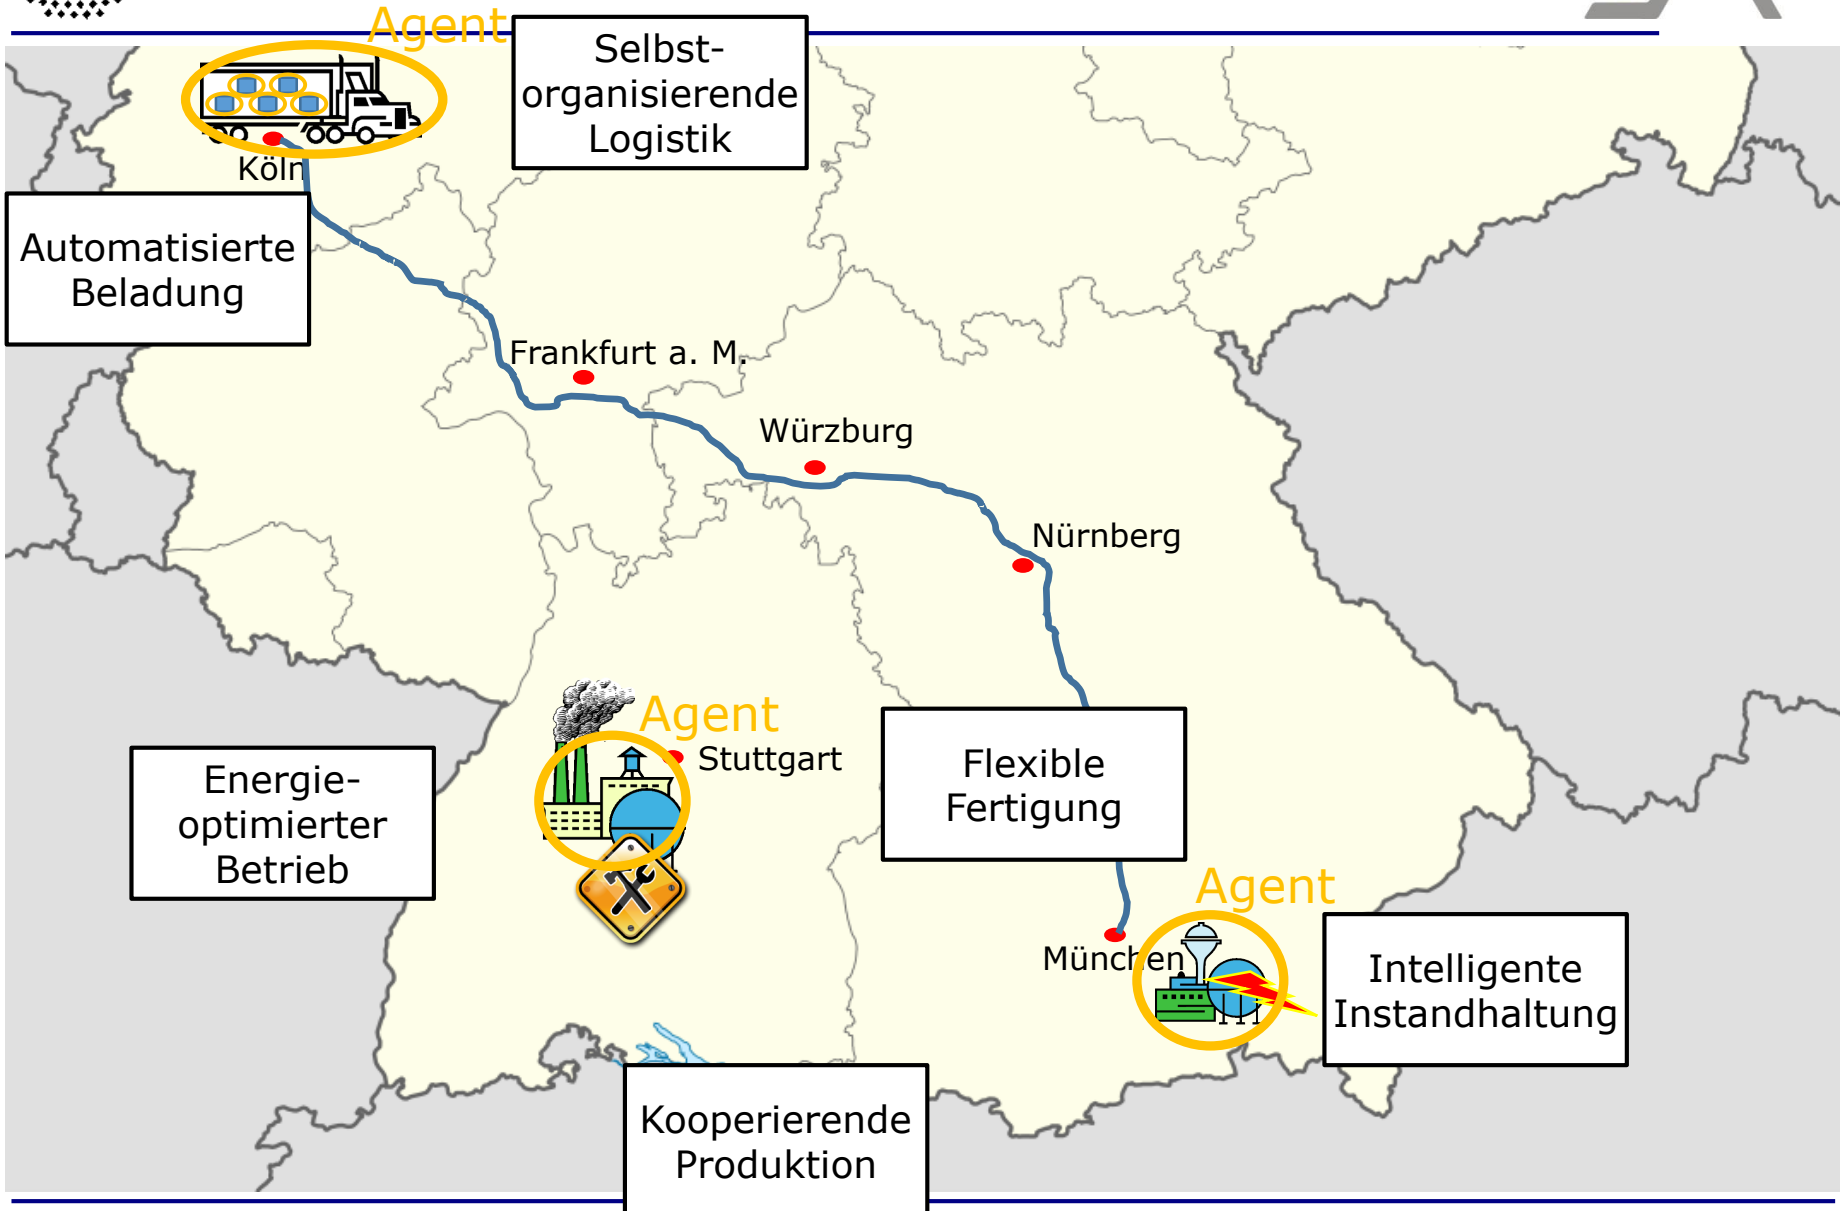 Agent
Selbst-
organisierende
Logistik
Köln
Automatisierte
Beladung
Frankfurt a. M.
Würzburg
Nürnberg
Agent
Stuttgart
Energie-
optimierter
Betrieb
Flexible
Fertigung
Agent
München
Intelligente
Instandhaltung
Kooperierende
Produktion